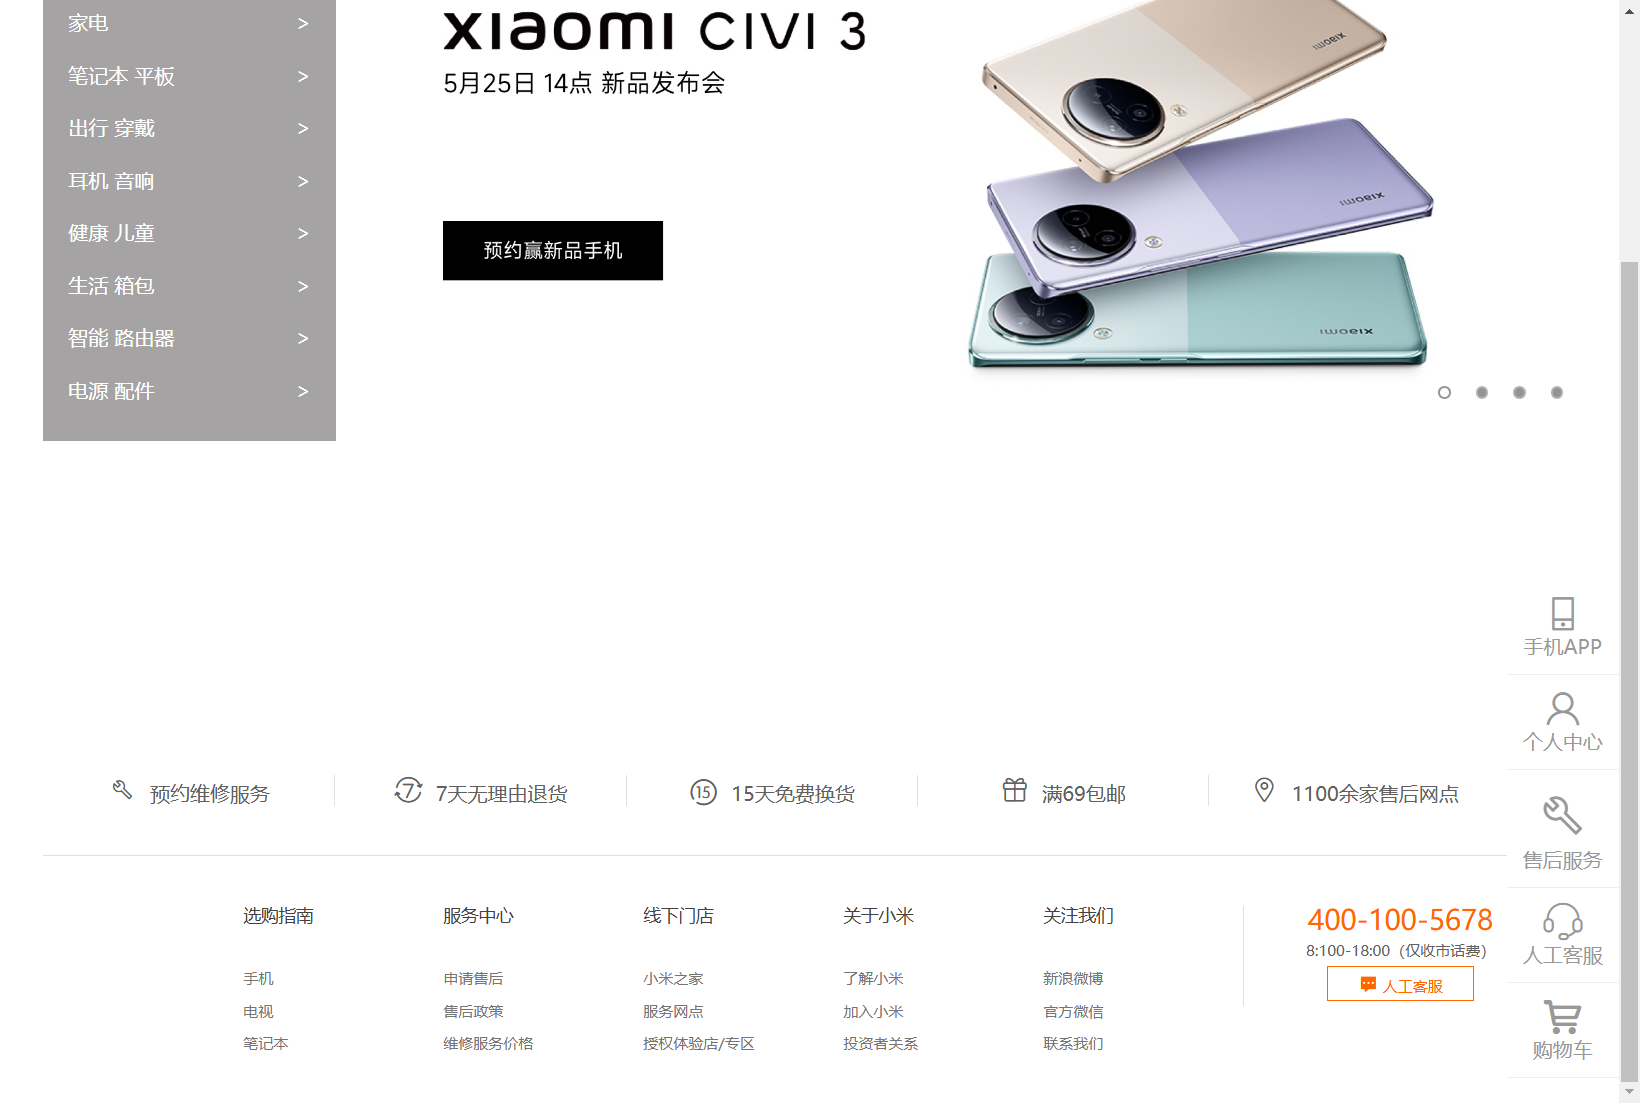 家电 >
笔记本 平板 >
出行 穿戴 >
耳机 音响 >
健康 儿童 >
生活 箱包 >
智能 路由器 >
电源 配件 >
xiaomi CIVI 3
5月25日 14点 新品发布会
预约赢新品手机
xiaomi
xiaomi
xiaomi
手机APP
个人中心
售后服务
人工客服
购物车
预约维修服务
7 7天无理由退货
15 15天免费换货
满69包邮
1100余家售后网点
选购指南
手机
电视
笔记本
服务中心
申请售后
售后政策
维修服务价格
线下门店
小米之家
服务网点
授权体验店/专区
关于小米
了解小米
加入小米
投资者关系
关注我们
新浪微博
官方微信
联系我们
400-100-5678
8:100-18:00（仅收市话费）
人工客服